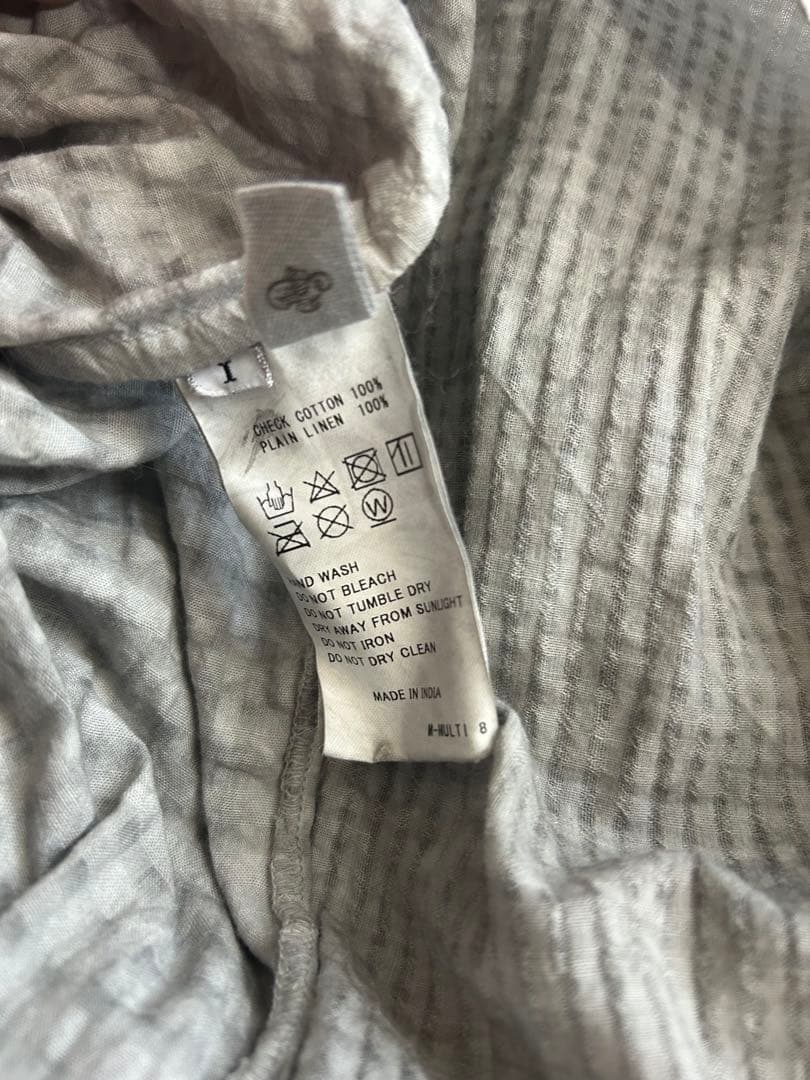 1
CHECK COTTON 100%
PLAIN LINEN 100%
W
HAND WASH
DO NOT BLEACH
DO NOT TUMBLE DRY
DRY AWAY FROM SUNLIGHT
DO NOT IRON
DO NOT DRY CLEAN
MADE IN INDIA
M-MULTI 8